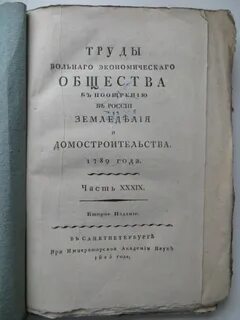 ТРУДЫ
ВОЛЬНАГО ЭКОНОМИЧЕСКАГО
ОБЩЕСТВА
КЪ ПООЩРЕНІЮ
ВЪ РОССІИ
ЗЕМЛЕДѢЛІЯ
и
ДОМОСТРОИТЕЛЬСТВА.
1789 года.
Часть XXXIX.
Второе Изданіе.
ВЪ САНКТПЕТЕРБУРГѢ
При Императорской Академіи Наукъ
года.